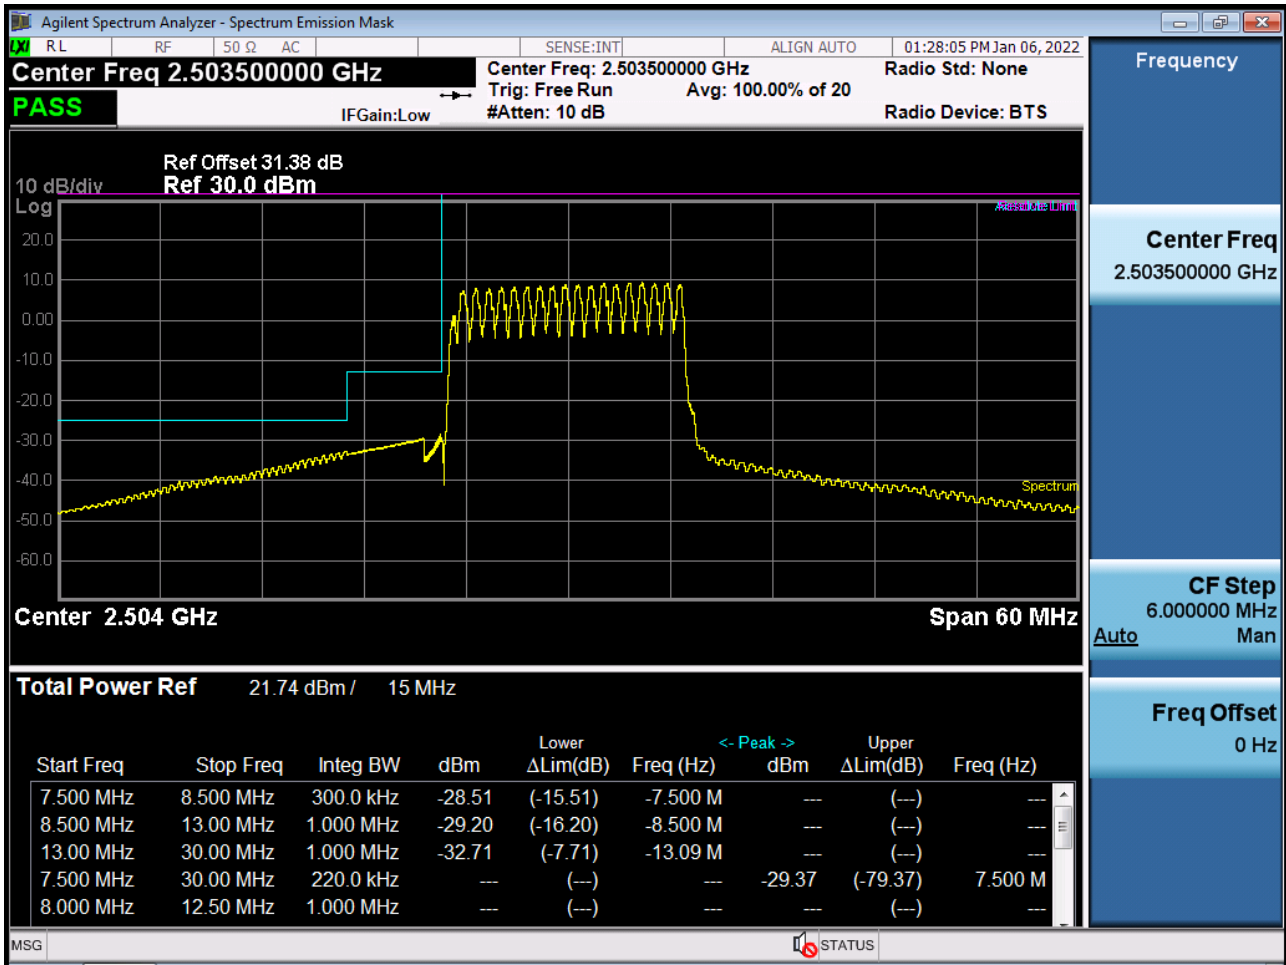 Agilent Spectrum Analyzer - Spectrum Emission Mask
LXI RL RF 50 Ω AC SENSE:INT ALIGN AUTO 01:28:05 PM Jan 06, 2022
Center Freq 2.503500000 GHz
Center Freq: 2.503500000 GHz
Radio Std: None
Trig: Free Run
Avg: 100.00% of 20
PASS
IFGain:Low
#Atten: 10 dB
Radio Device: BTS
Ref Offset 31.38 dB
10 dB/div
Ref 30.0 dBm
Log
Absolute Limit
20.0
10.0
0.00
-10.0
-20.0
-30.0
-40.0
Spectrum
-50.0
-60.0
Center 2.504 GHz
Span 60 MHz
Total Power Ref 21.74 dBm / 15 MHz
Lower <- Peak -> Upper
Start Freq Stop Freq Integ BW dBm ΔLim(dB) Freq (Hz) dBm ΔLim(dB) Freq (Hz)
7.500 MHz 8.500 MHz 300.0 kHz -28.51 (-15.51) -7.500 M --- (---) ---
8.500 MHz 13.00 MHz 1.000 MHz -29.20 (-16.20) -8.500 M --- (---) ---
13.00 MHz 30.00 MHz 1.000 MHz -32.71 (-7.71) -13.09 M --- (---) ---
7.500 MHz 30.00 MHz 220.0 kHz --- (---) --- -29.37 (-79.37) 7.500 M
8.000 MHz 12.50 MHz 1.000 MHz --- (---) --- --- (---) ---
MSG
STATUS
Frequency
Center Freq
2.503500000 GHz
CF Step
6.000000 MHz
Auto Man
Freq Offset
0 Hz